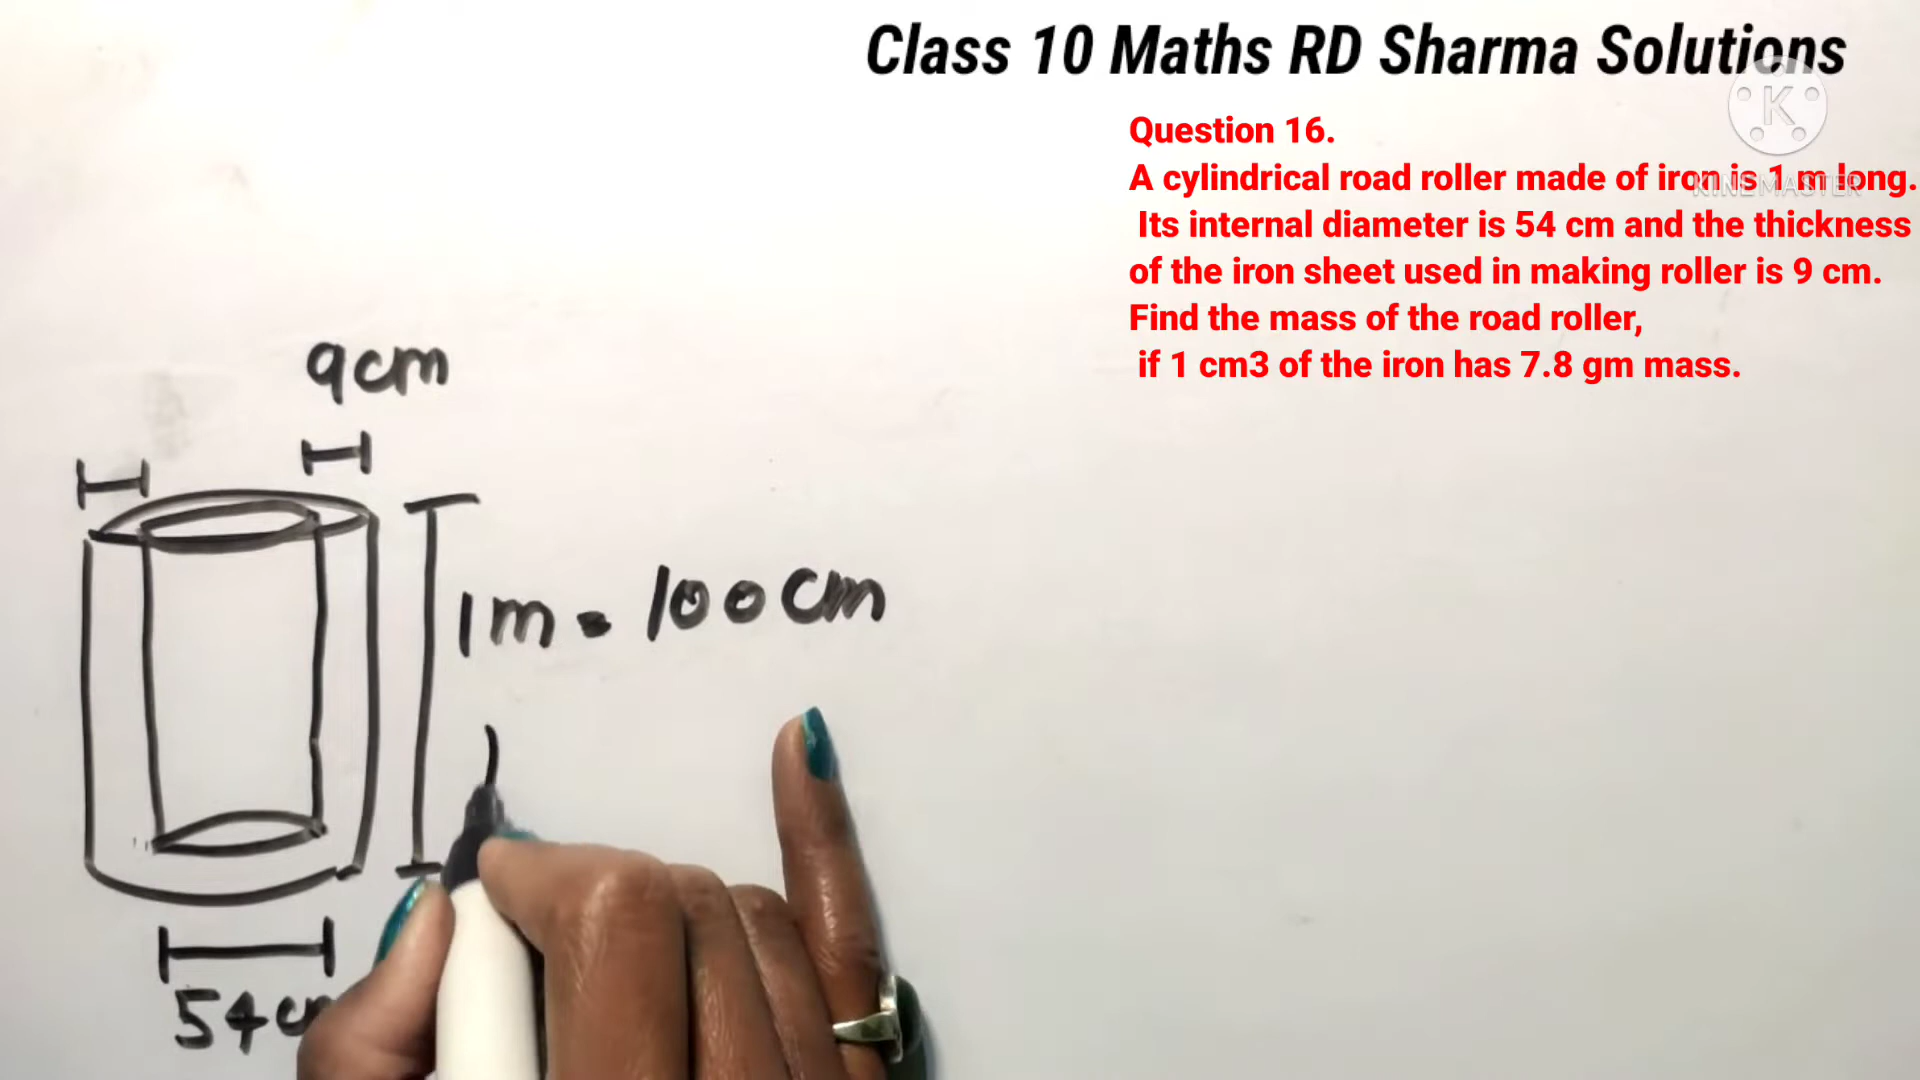 Class 10 Maths RD Sharma Solutions
K
KINEMASTER
Question 16.
A cylindrical road roller made of iron is 1 m long.
Its internal diameter is 54 cm and the thickness
of the iron sheet used in making roller is 9 cm.
Find the mass of the road roller,
if 1 cm3 of the iron has 7.8 gm mass.
9cm
1m = 100cm
54c